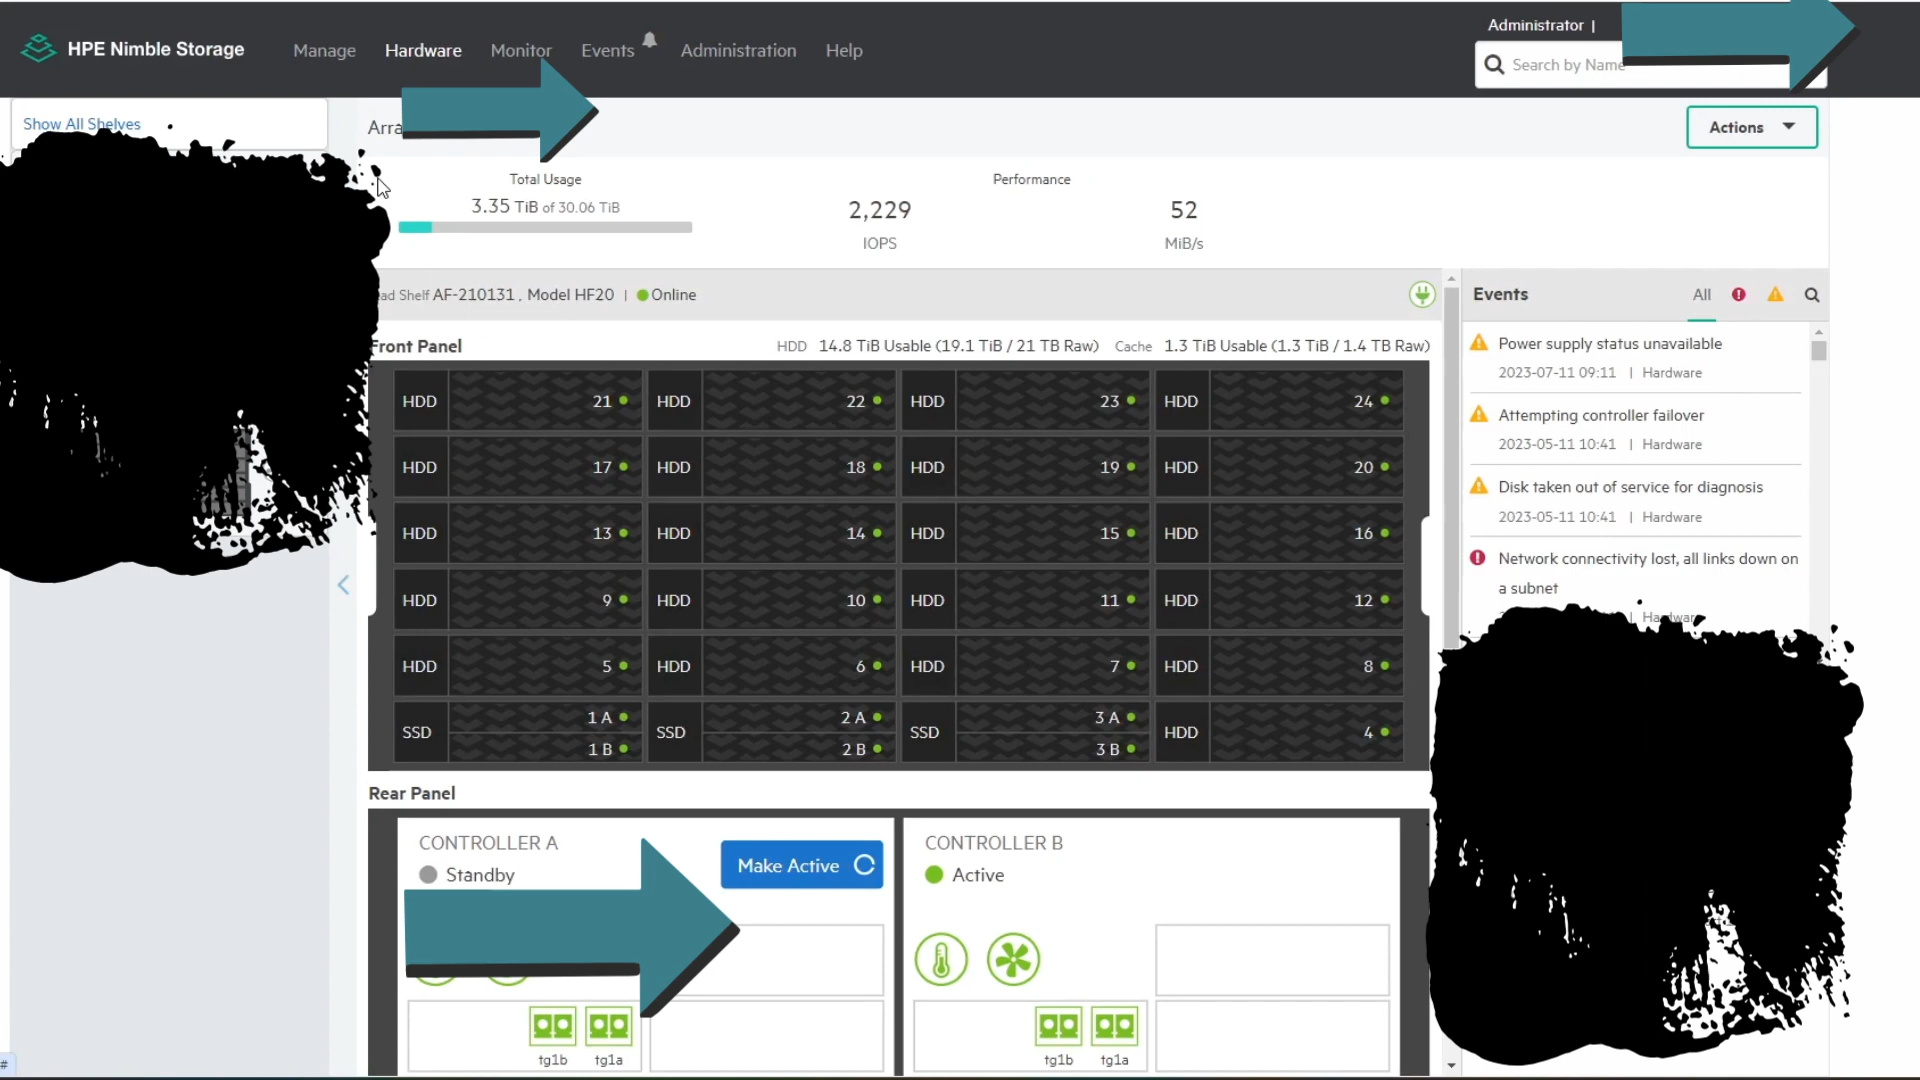 HPE Nimble Storage Manage Hardware Monitor Events Administration Help
Administrator |
Search by Name
Show All Shelves
Actions
Total Usage
3.35 TiB of 30.06 TiB
Performance
2,229
IOPS
52
MiB/s
Shelf AF-210131 , Model HF20 | Online
Front Panel
HDD 14.8 TiB Usable (19.1 TiB / 21 TB Raw) Cache 1.3 TiB Usable (1.3 TiB / 1.4 TB Raw)
HDD 21 HDD 22 HDD 23 HDD 24
HDD 17 HDD 18 HDD 19 HDD 20
HDD 13 HDD 14 HDD 15 HDD 16
HDD 9 HDD 10 HDD 11 HDD 12
HDD 5 HDD 6 HDD 7 HDD 8
SSD 1 A 1 B SSD 2 A 2 B SSD 3 A 3 B HDD 4
Rear Panel
CONTROLLER A
Standby
Make Active
tg1b tg1a
CONTROLLER B
Active
tg1b tg1a
Events All
Power supply status unavailable
2023-07-11 09:11 | Hardware
Attempting controller failover
2023-05-11 10:41 | Hardware
Disk taken out of service for diagnosis
2023-05-11 10:41 | Hardware
Network connectivity lost, all links down on
a subnet
| Hardware
#